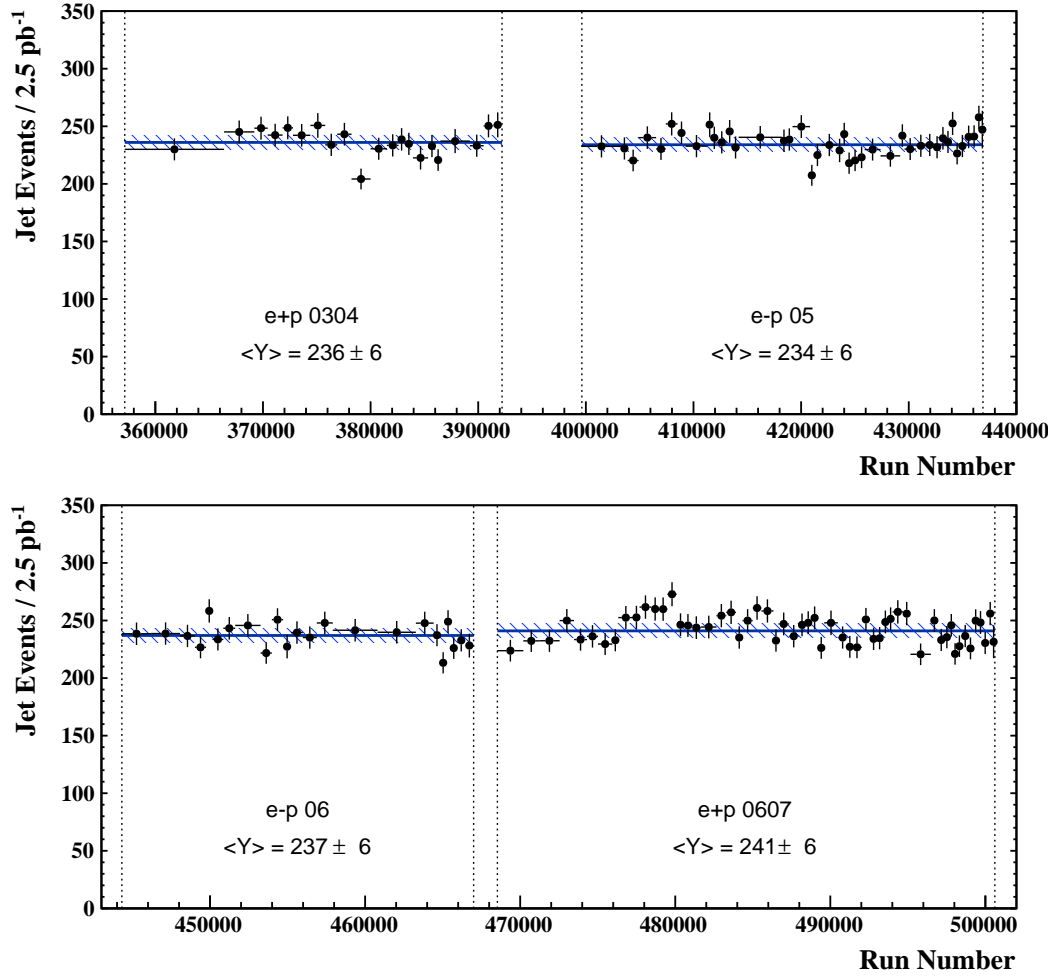 Jet Events / 2.5 pb-1
350
300
250
200
150
100
50
0
e+p 0304
<Y> = 236 ± 6
e-p 05
<Y> = 234 ± 6
360000 370000 380000 390000 400000 410000 420000 430000 440000
Run Number
Jet Events / 2.5 pb-1
350
300
250
200
150
100
50
0
e-p 06
<Y> = 237 ± 6
e+p 0607
<Y> = 241 ± 6
450000 460000 470000 480000 490000 500000
Run Number